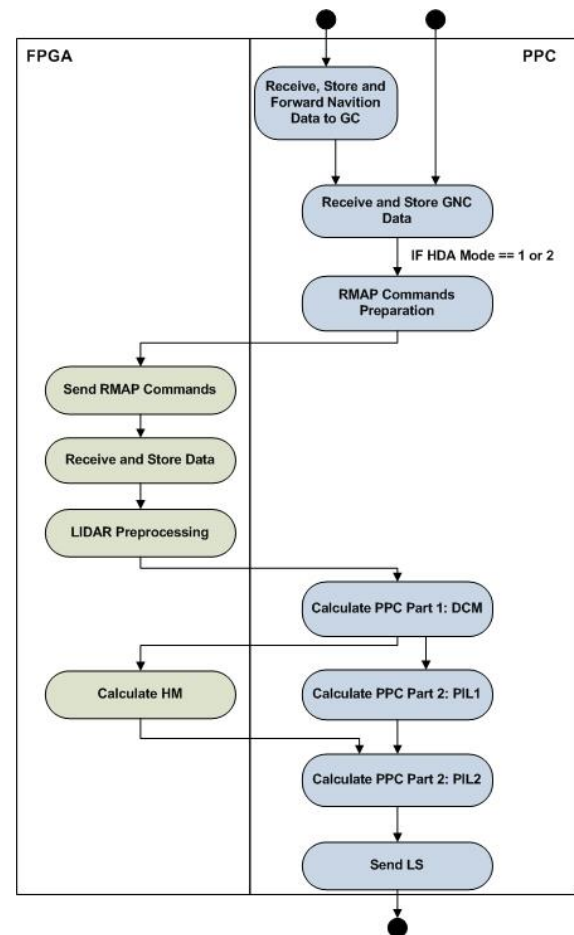 FPGA
PPC
Receive, Store and
Forward Navition
Data to GC
Receive and Store GNC
Data
IF HDA Mode == 1 or 2
RMAP Commands
Preparation
Send RMAP Commands
Receive and Store Data
LIDAR Preprocessing
Calculate PPC Part 1: DCM
Calculate HM
Calculate PPC Part 2: PIL1
Calculate PPC Part 2: PIL2
Send LS